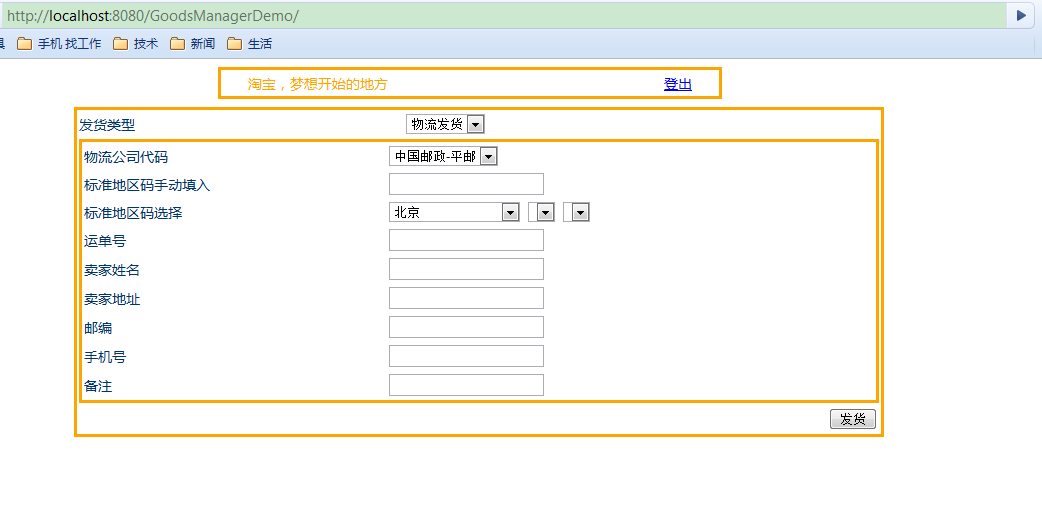 http://localhost:8080/GoodsManagerDemo/
手机 找工作 技术 新闻 生活
淘宝，梦想开始的地方 登出
发货类型 物流发货
物流公司代码 中国邮政-平邮
标准地区码手动填入
标准地区码选择 北京
运单号
卖家姓名
卖家地址
邮编
手机号
备注
发货